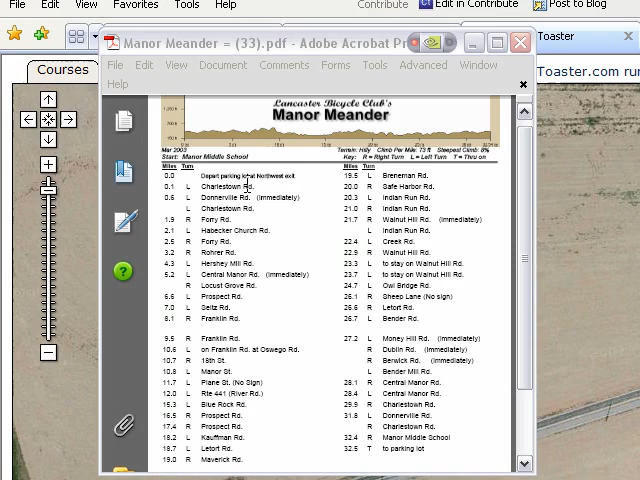 File Edit View Favorites Tools Help Contribute Edit in Contribute Post to Blog
Manor Meander = (33).pdf - Adobe Acrobat Pr
Toaster
File Edit View Document Comments Forms Tools Advanced Window
Help
Courses
Toaster.com rur
Lancaster Bicycle Club's
Manor Meander
Mar 2003 Terrain: Hilly Climb Per Mile: 73 ft Steepest Climb: 8%
Start: Manor Middle School Key: R = Right Turn L = Left Turn T = Thru on
Miles Turn Miles Turn
0.0 Depart parking lot at Northwest exit 19.5 L Breneman Rd.
0.1 L Charlestown Rd. 20.0 R Safe Harbor Rd.
0.6 L Donnerville Rd. (Immediately) 20.3 L Indian Run Rd.
L Charlestown Rd. 21.0 R Indian Run Rd.
1.9 R Forry Rd. 21.7 R Walnut Hill Rd. (Immediately)
2.1 L Habecker Church Rd. L Indian Run Rd.
2.5 R Forry Rd. 22.4 L Creek Rd.
3.2 R Rohrer Rd. 22.9 R Walnut Hill Rd.
4.3 L Hershey Mill Rd. 23.3 L to stay on Walnut Hill Rd.
5.2 L Central Manor Rd. (Immediately) 23.7 L to stay on Walnut Hill Rd.
R Locust Grove Rd. 24.7 L Owl Bridge Rd.
6.6 L Prospect Rd. 26.1 R Sheep Lane (No sign)
7.0 L Seitz Rd. 26.6 R Letort Rd.
8.1 R Franklin Rd. 26.7 L Bender Rd.
9.5 R Franklin Rd. 27.2 L Money Hill Rd. (Immediately)
10.6 L on Franklin Rd. at Oswego Rd. R Dublin Rd. (Immediately)
10.7 R 18th St. R Berwick Rd. (Immediately)
10.8 L Manor St. L Bender Mill Rd.
11.7 L Plane St. (No Sign) 28.1 R Central Manor Rd.
12.0 L Rte 441 (River Rd.) 28.4 L Central Manor Rd.
15.3 L Blue Rock Rd. 29.9 R Charlestown Rd.
16.5 R Prospect Rd. 31.8 L Donnerville Rd.
17.4 R Prospect Rd. R Charlestown Rd.
18.2 L Kauffman Rd. 32.4 R Manor Middle School
18.7 L Letort Rd. 32.5 T to parking lot
19.0 R Maverick Rd.